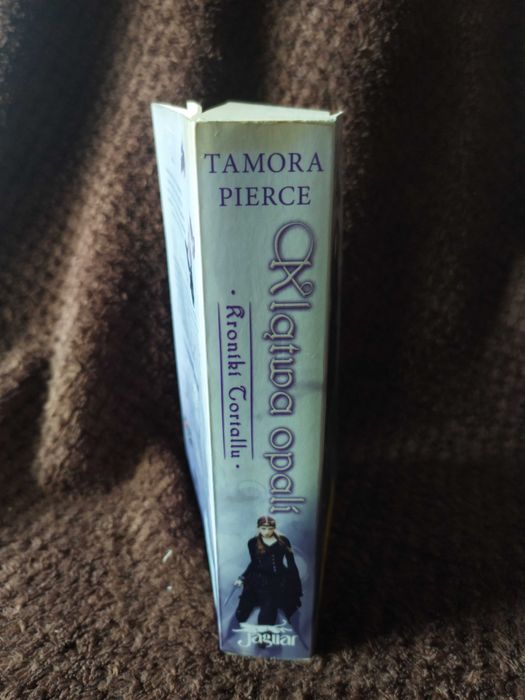 TAMORA
PIERCE
Klątwa opali
• Kroniki Tortallu •
Jaguar